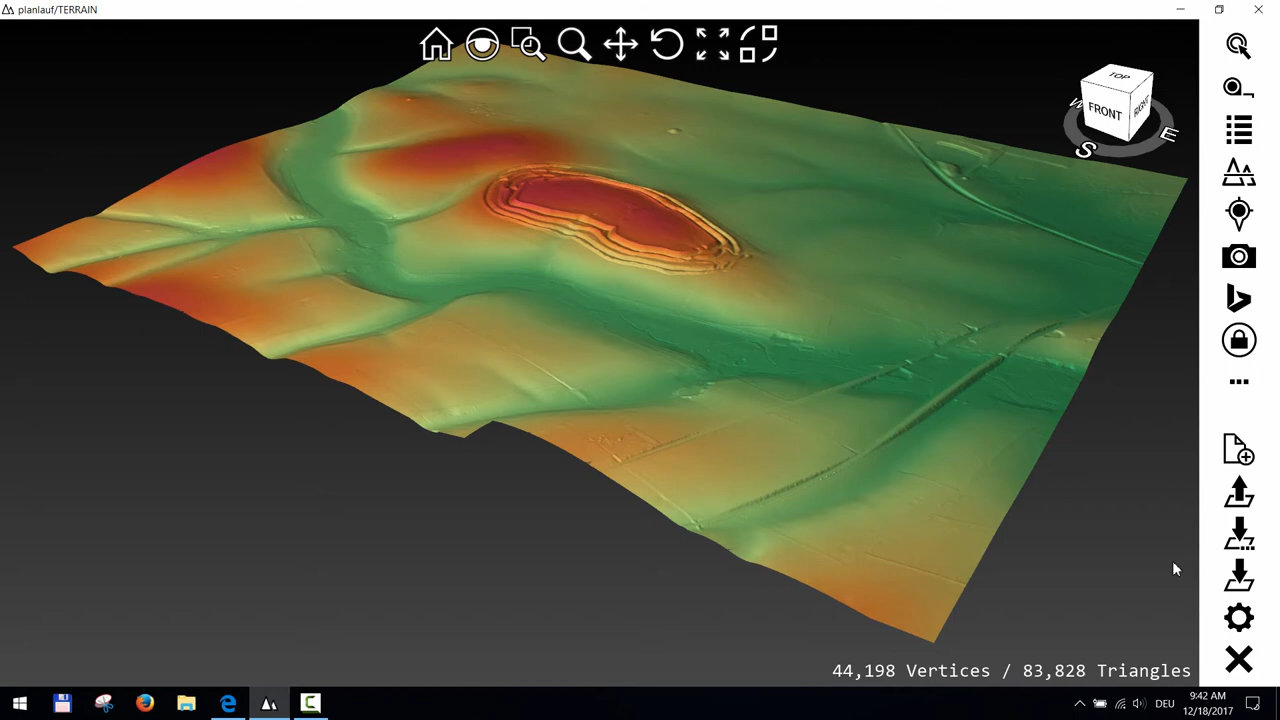 planlauf/TERRAIN
TOP
FRONT
RIGHT
W
E
S
44,198 Vertices / 83,828 Triangles
DEU
9:42 AM
12/18/2017